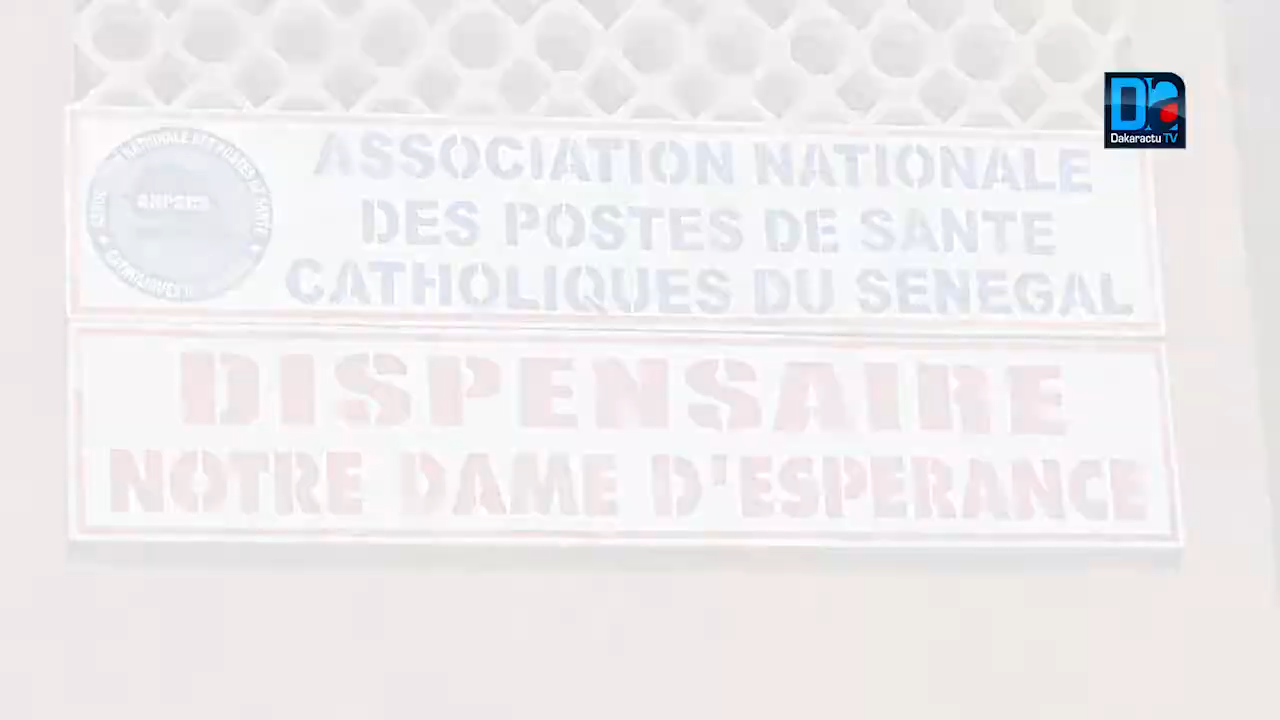 Dakaractu TV
ASSOCIATION NATIONALE
DES POSTES DE SANTE
CATHOLIQUES DU SENEGAL
DISPENSAIRE
NOTRE DAME D'ESPERANCE